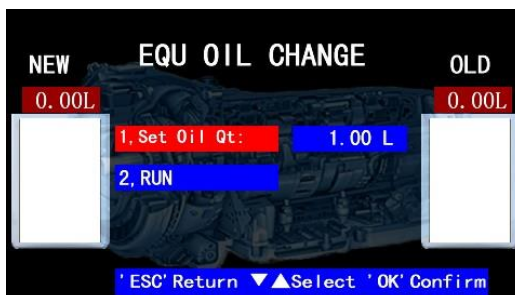 EQU OIL CHANGE
NEW
OLD
0.00L
0.00L
1,Set Oil Qt:
1.00 L
2,RUN
'ESC'Return ▼▲Select 'OK'Confirm